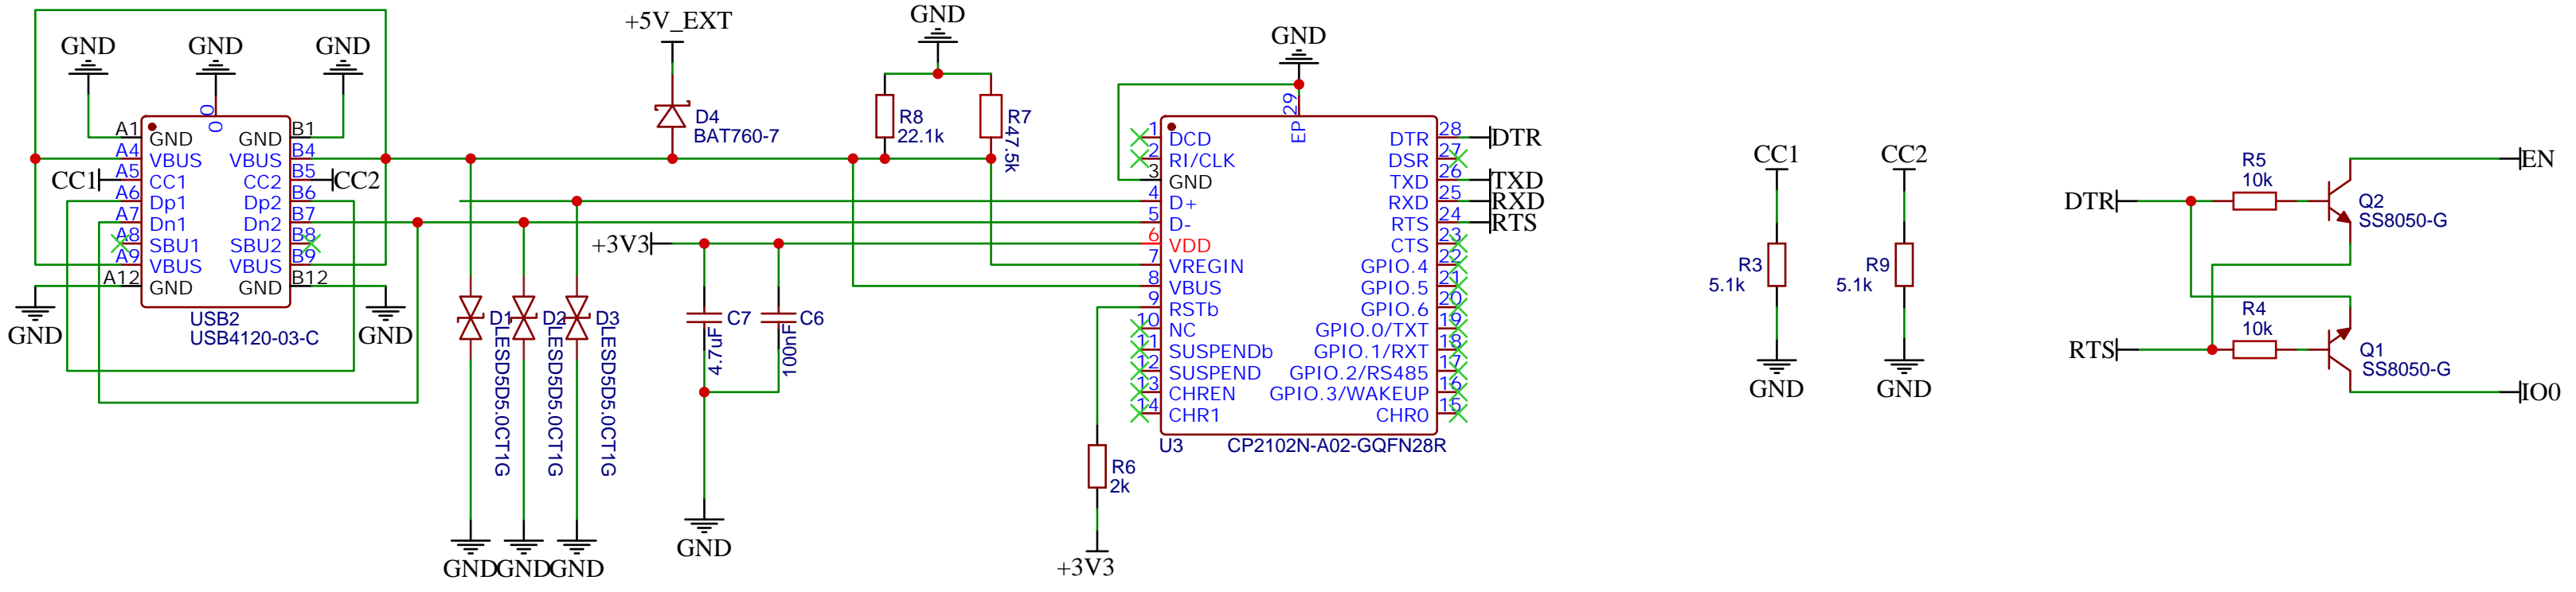 GND
GND
GND
0
0
A1
GND
GND
B1
A4
VBUS
VBUS
B4
CC1
A5
CC1
CC2
B5
CC2
A6
Dp1
Dp2
B6
A7
Dn1
Dn2
B7
A8
SBU1
SBU2
B8
A9
VBUS
VBUS
B9
A12
GND
GND
B12
GND
GND
USB2
USB4120-03-C
+5V_EXT
D4
BAT760-7
GND
R8
22.1k
R7
47.5k
+3V3
D1
LESD5D5.0CT1G
D2
LESD5D5.0CT1G
D3
LESD5D5.0CT1G
GND
GND
GND
C7
4.7uF
C6
100nF
GND
GND
29
EP
1
DCD
2
RI/CLK
3
GND
4
D+
5
D-
6
VDD
7
VREGIN
8
VBUS
9
RSTb
10
NC
11
SUSPENDb
12
SUSPEND
13
CHREN
14
CHR1
DTR
28
DTR
DSR
27
TXD
26
TXD
RXD
25
RXD
RTS
24
RTS
CTS
23
GPIO.4
22
GPIO.5
21
GPIO.6
20
GPIO.0/TXT
19
GPIO.1/RXT
18
GPIO.2/RS485
17
GPIO.3/WAKEUP
16
CHR0
15
U3
CP2102N-A02-GQFN28R
R6
2k
+3V3
CC1
R3
5.1k
GND
CC2
R9
5.1k
GND
DTR
R5
10k
Q2
SS8050-G
EN
RTS
R4
10k
Q1
SS8050-G
IO0